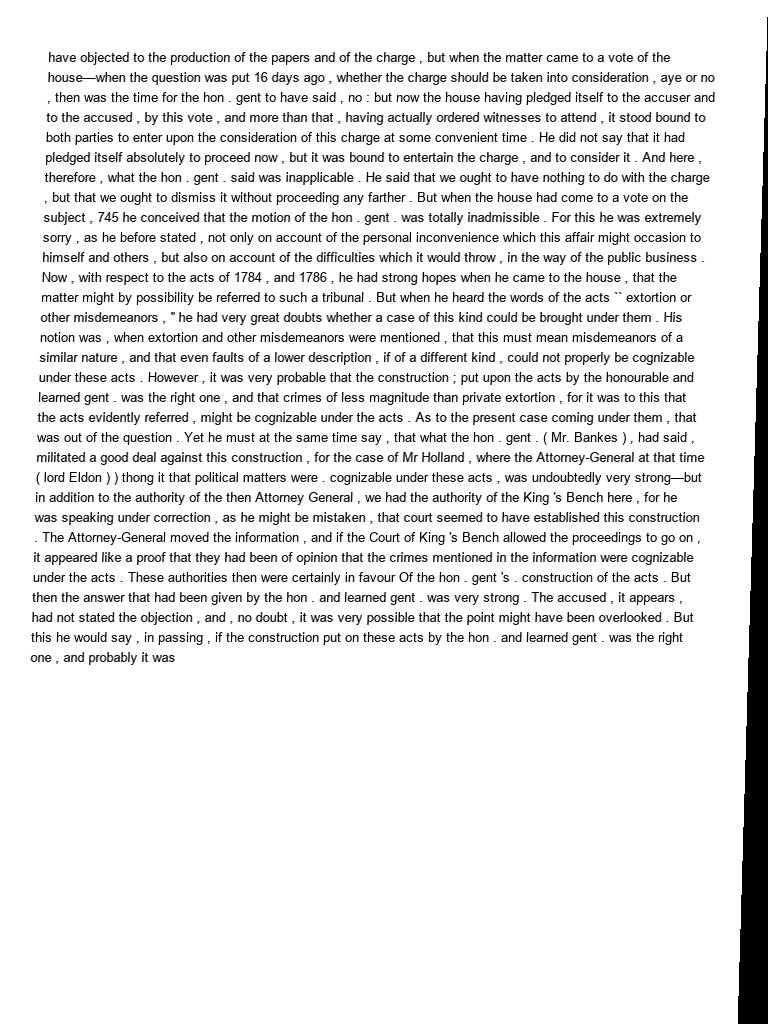 have objected to the production of the papers and of the charge , but when the matter came to a vote of the
house—when the question was put 16 days ago , whether the charge should be taken into consideration , aye or no
, then was the time for the hon . gent to have said , no : but now the house having pledged itself to the accuser and
to the accused , by this vote , and more than that , having actually ordered witnesses to attend , it stood bound to
both parties to enter upon the consideration of this charge at some convenient time . He did not say that it had
pledged itself absolutely to proceed now , but it was bound to entertain the charge , and to consider it . And here ,
therefore , what the hon . gent . said was inapplicable . He said that we ought to have nothing to do with the charge
, but that we ought to dismiss it without proceeding any farther . But when the house had come to a vote on the
subject , 745 he conceived that the motion of the hon . gent . was totally inadmissible . For this he was extremely
sorry , as he before stated , not only on account of the personal inconvenience which this affair might occasion to
himself and others , but also on account of the difficulties which it would throw , in the way of the public business .
Now , with respect to the acts of 1784 , and 1786 , he had strong hopes when he came to the house , that the
matter might by possibility be referred to such a tribunal . But when he heard the words of the acts `` extortion or
other misdemeanors , " he had very great doubts whether a case of this kind could be brought under them . His
notion was , when extortion and other misdemeanors were mentioned , that this must mean misdemeanors of a
similar nature , and that even faults of a lower description , if of a different kind , could not properly be cognizable
under these acts . However , it was very probable that the construction ; put upon the acts by the honourable and
learned gent . was the right one , and that crimes of less magnitude than private extortion , for it was to this that
the acts evidently referred , might be cognizable under the acts . As to the present case coming under them , that
was out of the question . Yet he must at the same time say , that what the hon . gent . ( Mr. Bankes ) , had said ,
militated a good deal against this construction , for the case of Mr Holland , where the Attorney-General at that time
( lord Eldon ) ) thong it that political matters were . cognizable under these acts , was undoubtedly very strong—but
in addition to the authority of the then Attorney General , we had the authority of the King 's Bench here , for he
was speaking under correction , as he might be mistaken , that court seemed to have established this construction
. The Attorney-General moved the information , and if the Court of King 's Bench allowed the proceedings to go on ,
it appeared like a proof that they had been of opinion that the crimes mentioned in the information were cognizable
under the acts . These authorities then were certainly in favour Of the hon . gent 's . construction of the acts . But
then the answer that had been given by the hon . and learned gent . was very strong . The accused , it appears ,
had not stated the objection , and , no doubt , it was very possible that the point might have been overlooked . But
this he would say , in passing , if the construction put on these acts by the hon . and learned gent . was the right
one , and probably it was